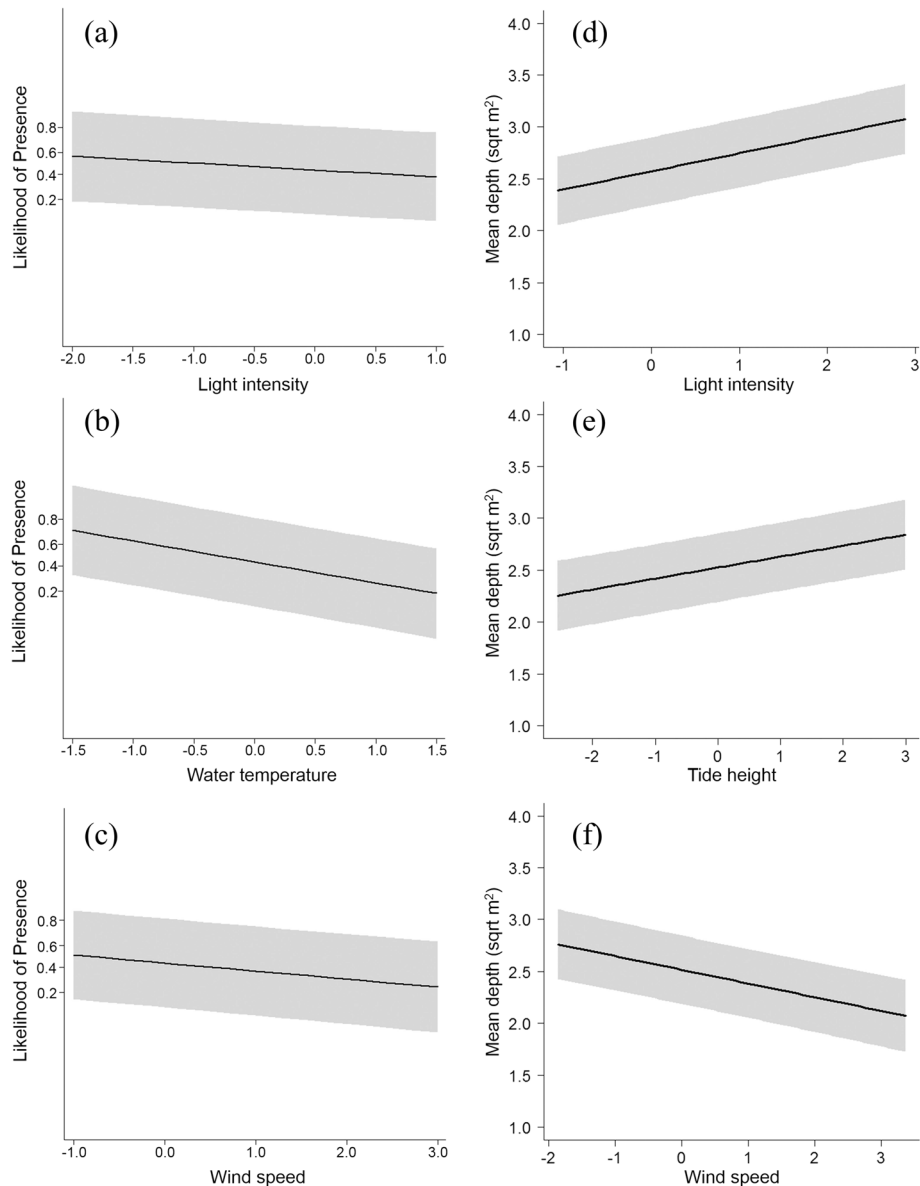 (a)
Likelihood of Presence
0.8
0.6
0.4
0.2
-2.0 -1.5 -1.0 -0.5 0.0 0.5 1.0
Light intensity
(d)
Mean depth (sqrt m²)
4.0
3.5
3.0
2.5
2.0
1.5
1.0
-1 0 1 2 3
Light intensity
(b)
Likelihood of Presence
0.8
0.6
0.4
0.2
-1.5 -1.0 -0.5 0.0 0.5 1.0 1.5
Water temperature
(e)
Mean depth (sqrt m²)
4.0
3.5
3.0
2.5
2.0
1.5
1.0
-2 -1 0 1 2 3
Tide height
(c)
Likelihood of Presence
0.8
0.6
0.4
0.2
-1.0 0.0 1.0 2.0 3.0
Wind speed
(f)
Mean depth (sqrt m²)
4.0
3.5
3.0
2.5
2.0
1.5
1.0
-2 -1 0 1 2 3
Wind speed